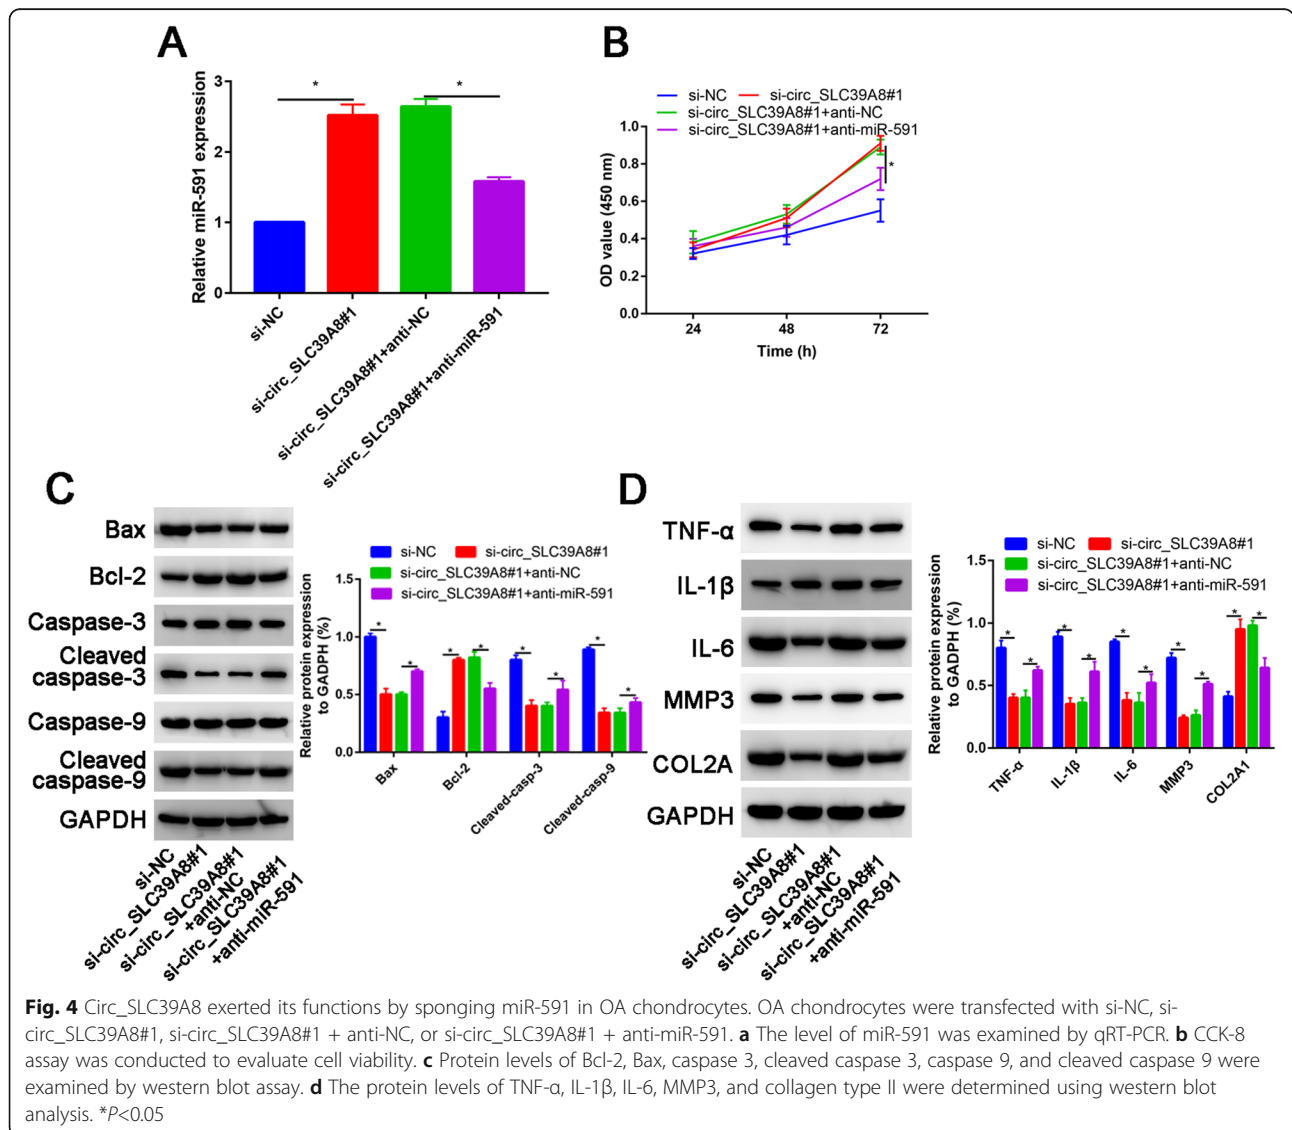 A
Relative miR-591 expression
3
2
1
0
*
*
si-NC
si-circ_SLC39A8#1
si-circ_SLC39A8#1+anti-NC
si-circ_SLC39A8#1+anti-miR-591
B
si-NC si-circ_SLC39A8#1
si-circ_SLC39A8#1+anti-NC
si-circ_SLC39A8#1+anti-miR-591
OD value (450 nm)
1.0
0.8
0.6
0.4
0.2
0.0
*
24 48 72
Time (h)
C
Bax
Bcl-2
Caspase-3
Cleaved
caspase-3
Caspase-9
Cleaved
caspase-9
GAPDH
si-NC
si-circ_SLC39A8#1
si-circ_SLC39A8#1
+anti-NC
si-circ_SLC39A8#1
+anti-miR-591
si-NC si-circ_SLC39A8#1
si-circ_SLC39A8#1+anti-NC
si-circ_SLC39A8#1+anti-miR-591
Relative protein expression
to GADPH (%)
1.5
1.0
0.5
0.0
* * * *
* * * *
Bax
Bcl-2
Cleaved-casp-3
Cleaved-casp-9
D
TNF-α
IL-1β
IL-6
MMP3
COL2A
GAPDH
si-NC
si-circ_SLC39A8#1
si-circ_SLC39A8#1
+anti-NC
si-circ_SLC39A8#1
+anti-miR-591
si-NC si-circ_SLC39A8#1
si-circ_SLC39A8#1+anti-NC
si-circ_SLC39A8#1+anti-miR-591
Relative protein expression
to GADPH (%)
1.5
1.0
0.5
0.0
* * * * *
* * * * *
TNF-α
IL-1β
IL-6
MMP3
COL2A1
Fig. 4 Circ_SLC39A8 exerted its functions by sponging miR-591 in OA chondrocytes. OA chondrocytes were transfected with si-NC, si-
circ_SLC39A8#1, si-circ_SLC39A8#1 + anti-NC, or si-circ_SLC39A8#1 + anti-miR-591. a The level of miR-591 was examined by qRT-PCR. b CCK-8
assay was conducted to evaluate cell viability. c Protein levels of Bcl-2, Bax, caspase 3, cleaved caspase 3, caspase 9, and cleaved caspase 9 were
examined by western blot assay. d The protein levels of TNF-α, IL-1β, IL-6, MMP3, and collagen type II were determined using western blot
analysis. *P<0.05